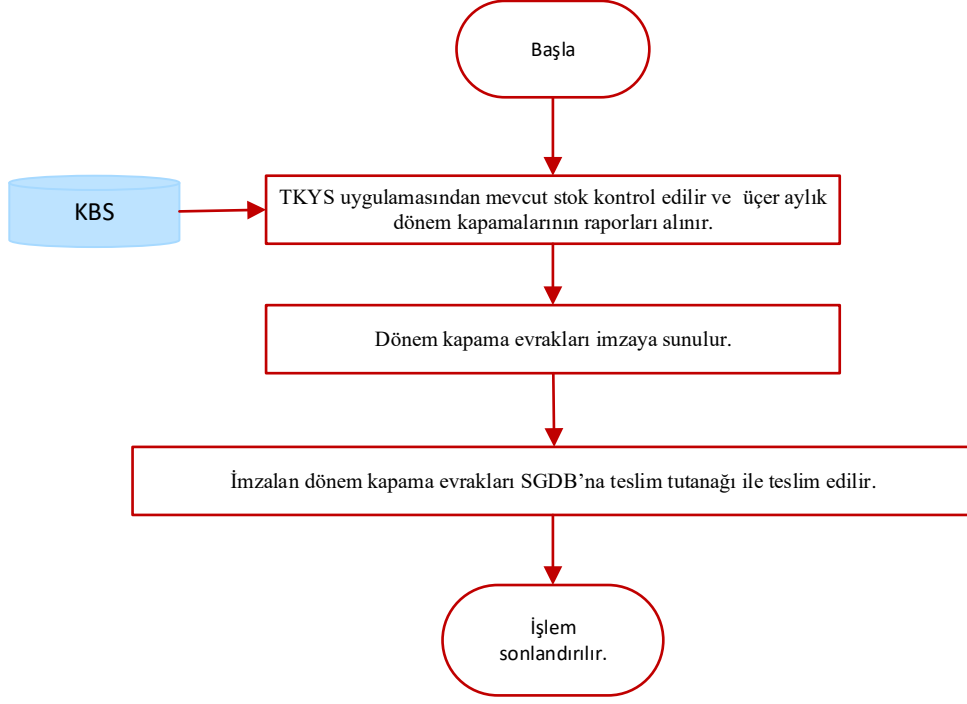 Başla
KBS
TKYS uygulamasından mevcut stok kontrol edilir ve üçer aylık
dönem kapamalarının raporları alınır.
Dönem kapama evrakları imzaya sunulur.
İmzalan dönem kapama evrakları SGDB’na teslim tutanağı ile teslim edilir.
İşlem
sonlandırılır.